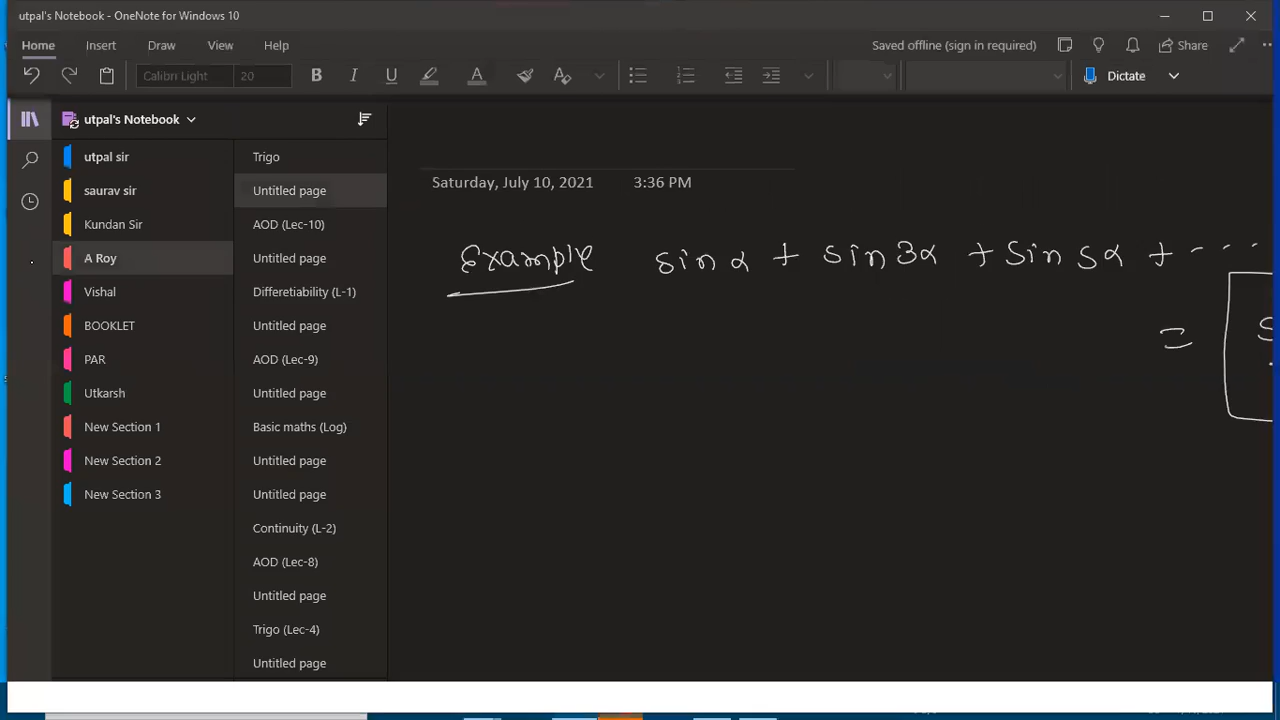 utpal's Notebook - OneNote for Windows 10
Home Insert Draw View Help Saved offline (sign in required) Share
Calibri Light 20 B I U A Dictate
utpal's Notebook
utpal sir
saurav sir
Kundan Sir
A Roy
Vishal
BOOKLET
PAR
Utkarsh
New Section 1
New Section 2
New Section 3
Trigo
Untitled page
AOD (Lec-10)
Untitled page
Differetiability (L-1)
Untitled page
AOD (Lec-9)
Untitled page
Basic maths (Log)
Untitled page
Untitled page
Continuity (L-2)
AOD (Lec-8)
Untitled page
Trigo (Lec-4)
Untitled page
Saturday, July 10, 2021 3:36 PM
Example sin α + sin 3α + sin 5α + ....
=